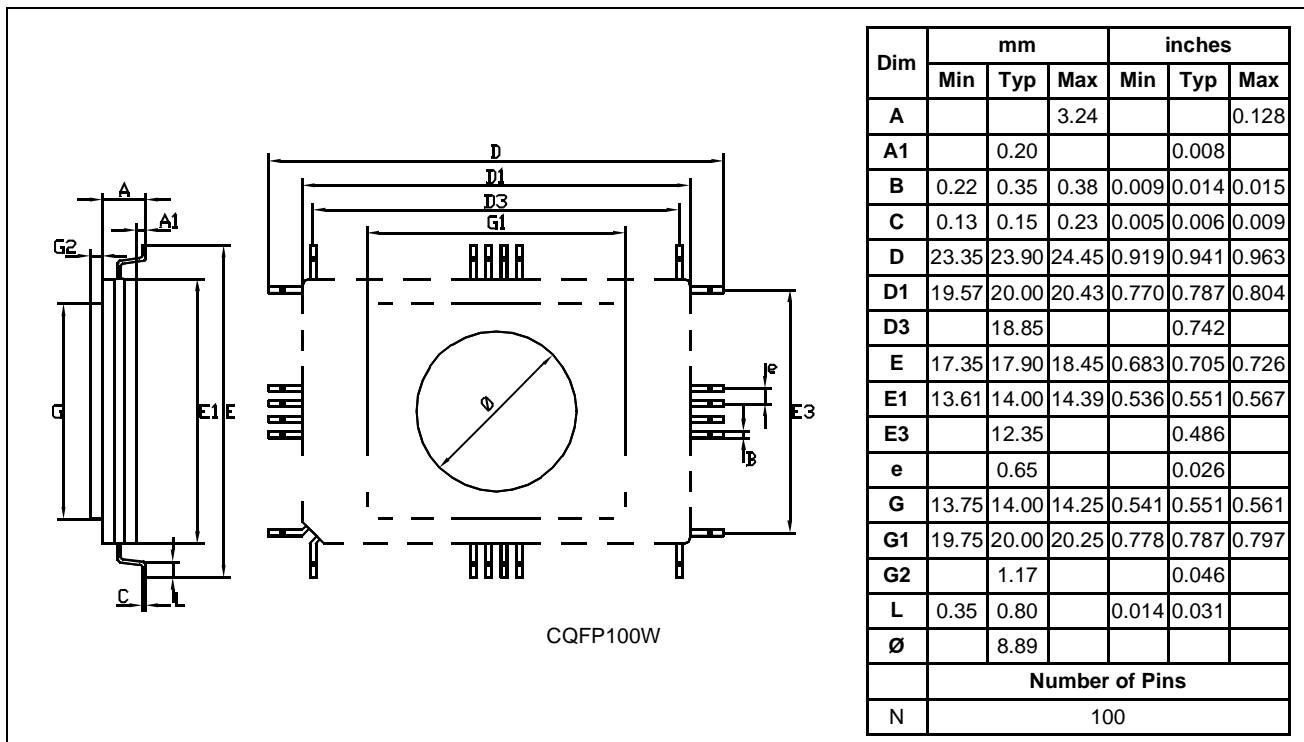 D
D1
D3
G1
A
A1
G2
G
E1 E
C
L
Ø
e
E3
B
CQFP100W
Dim mm inches
Min Typ Max Min Typ Max
A 3.24 0.128
A1 0.20 0.008
B 0.22 0.35 0.38 0.009 0.014 0.015
C 0.13 0.15 0.23 0.005 0.006 0.009
D 23.35 23.90 24.45 0.919 0.941 0.963
D1 19.57 20.00 20.43 0.770 0.787 0.804
D3 18.85 0.742
E 17.35 17.90 18.45 0.683 0.705 0.726
E1 13.61 14.00 14.39 0.536 0.551 0.567
E3 12.35 0.486
e 0.65 0.026
G 13.75 14.00 14.25 0.541 0.551 0.561
G1 19.75 20.00 20.25 0.778 0.787 0.797
G2 1.17 0.046
L 0.35 0.80 0.014 0.031
Ø 8.89
Number of Pins
N 100